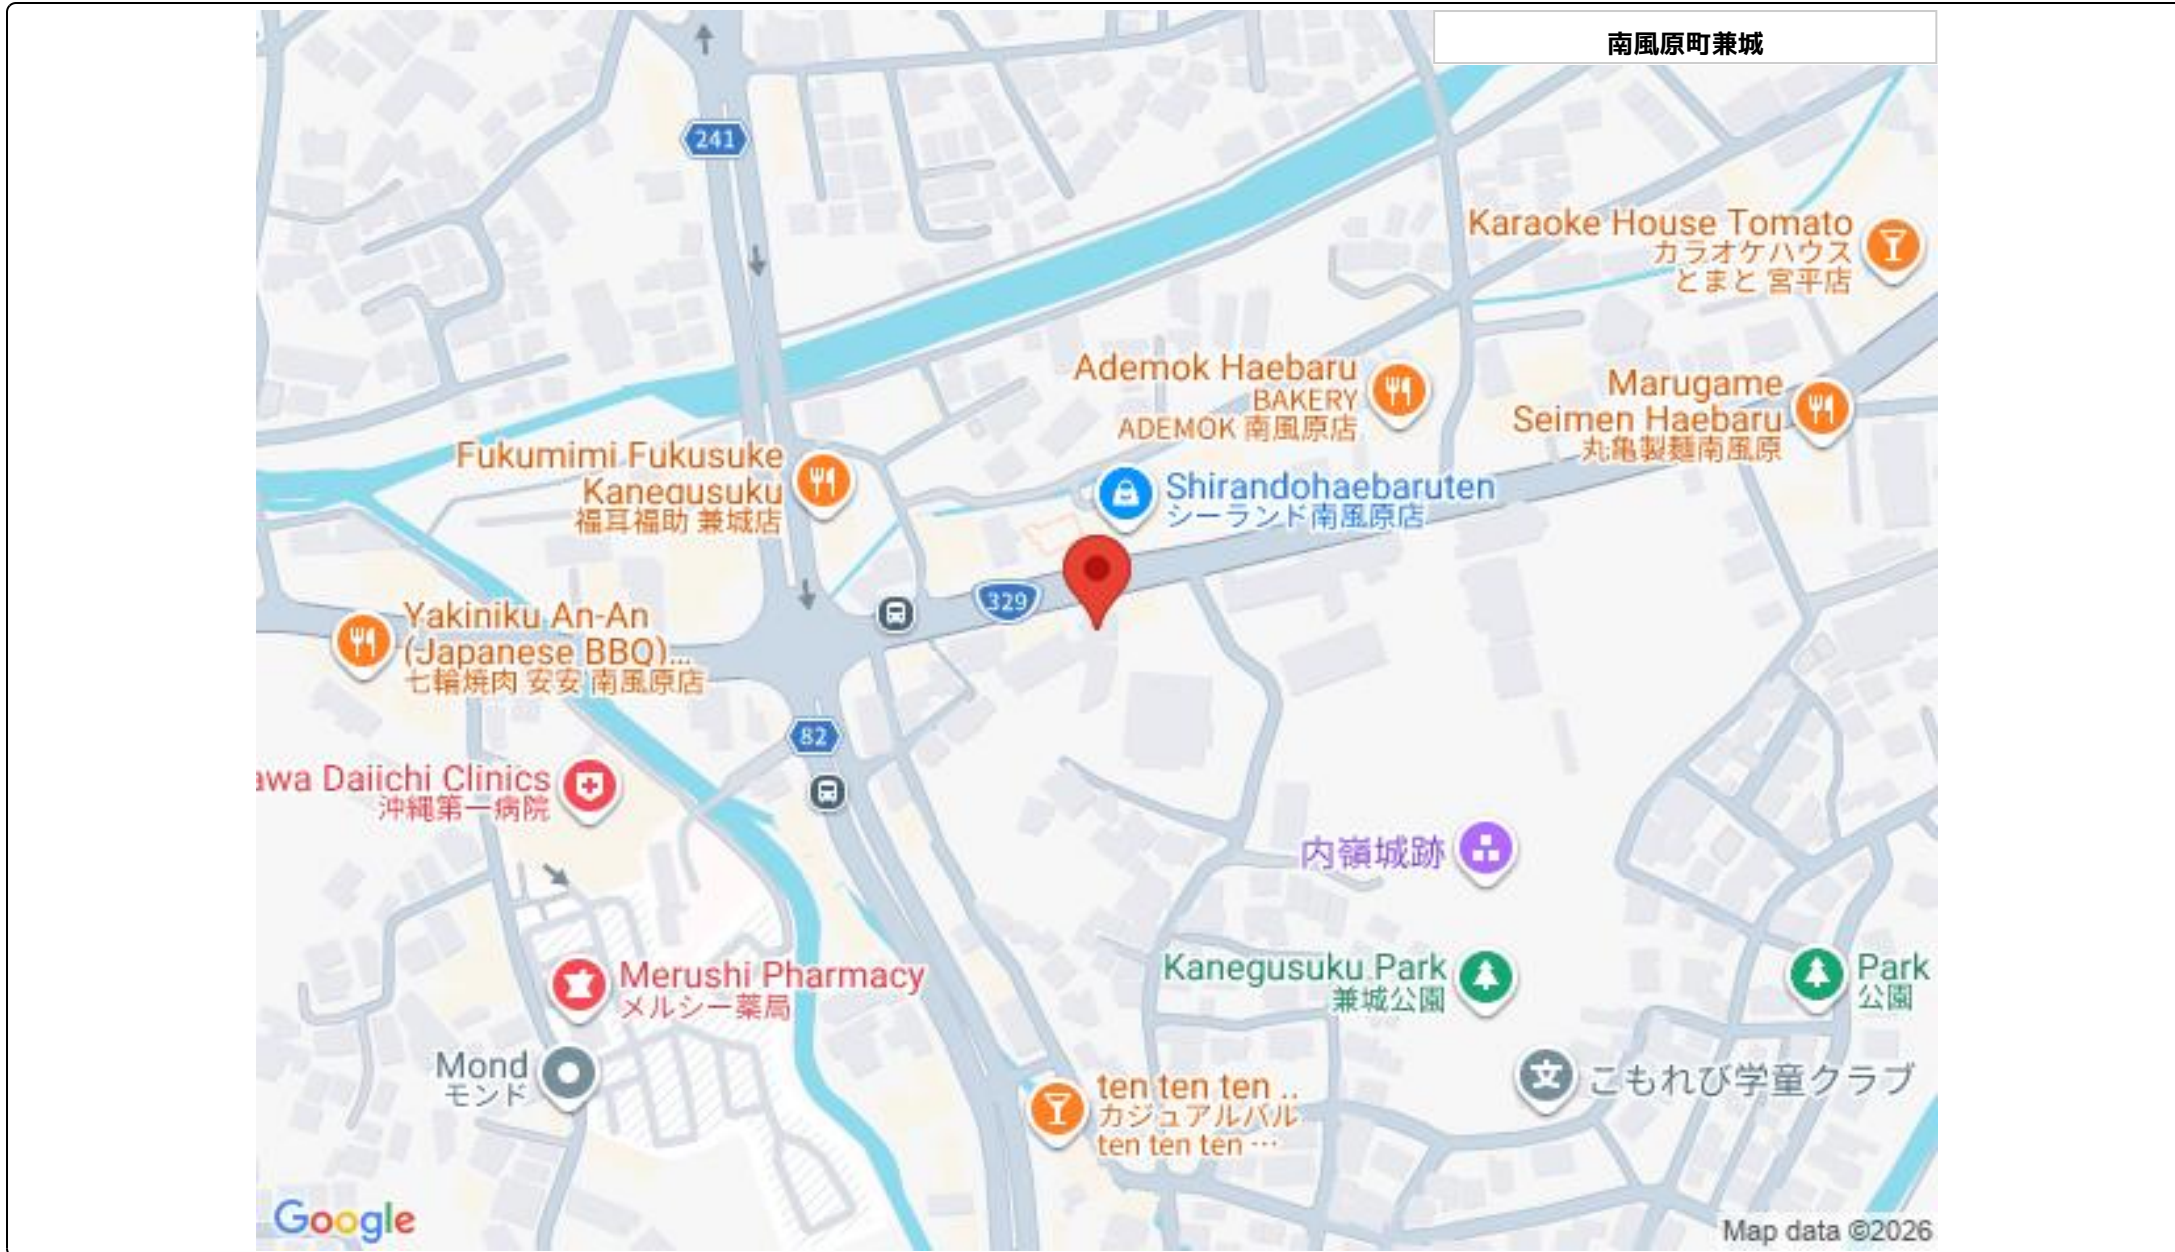 南風原町兼城
241
Karaoke House Tomato
カラオケハウス
とまと 宮平店
Ademok Haebaru
BAKERY
ADEMOK 南風原店
Marugame
Seimen Haebaru
丸亀製麺南風原
Fukumimi Fukusuke
Kanegusuku
福耳福助 兼城店
Shirandohaebaruten
シーランド南風原店
329
Yakiniku An-An
(Japanese BBQ)...
七輪焼肉 安安 南風原店
82
awa Daiichi Clinics
沖縄第一病院
内嶺城跡
Merushi Pharmacy
メルシー薬局
Kanegusuku Park
兼城公園
Park
公園
Mond
モンド
ten ten ten ..
カジュアルバル
ten ten ten …
こもれび学童クラブ
Google
Map data ©2026